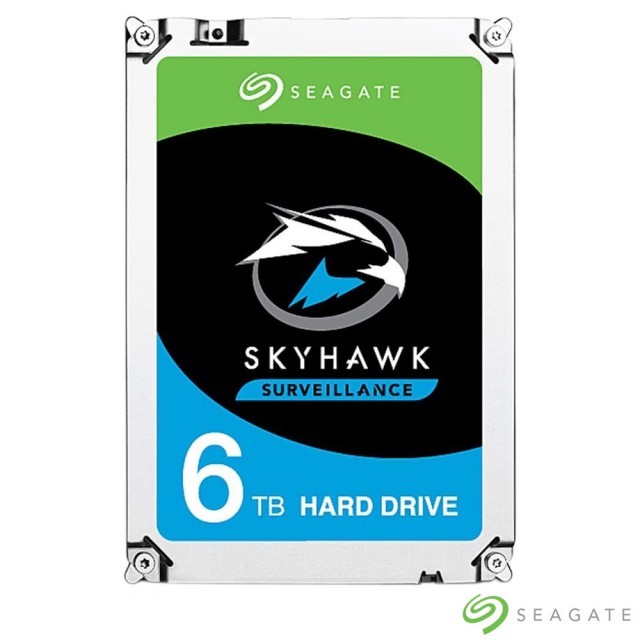 SEAGATE
SKYHAWK
SURVEILLANCE
6 TB HARD DRIVE
SEAGATE